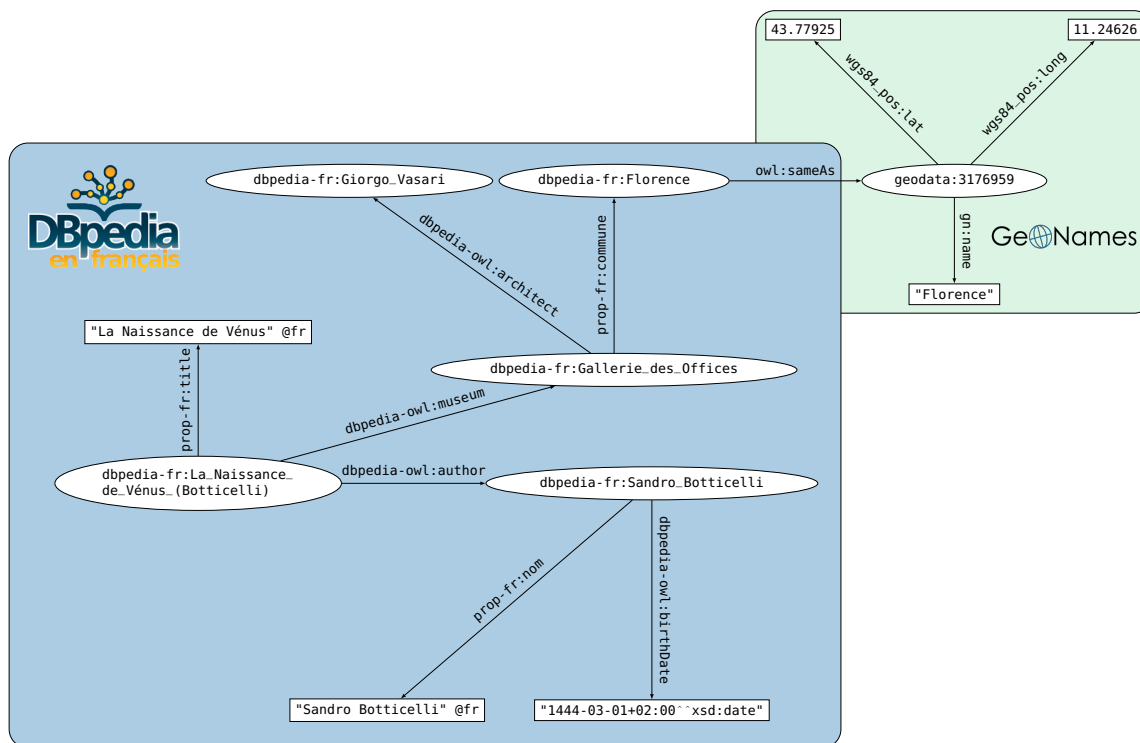 43.77925
11.24626
wgs84_pos:lat
wgs84_pos:long
dbpedia-fr:Giorgo_Vasari
dbpedia-fr:Florence
owl:sameAs
geodata:3176959
DBpedia
en français
dbpedia-owl:architect
prop-fr:commune
gn:name
GeoNames
"Florence"
"La Naissance de Vénus" @fr
prop-fr:title
dbpedia-fr:Gallerie_des_Offices
dbpedia-owl:museum
dbpedia-fr:La_Naissance_
de_Vénus_(Botticelli)
dbpedia-owl:author
dbpedia-fr:Sandro_Botticelli
prop-fr:nom
dbpedia-owl:birthDate
"Sandro Botticelli" @fr
"1444-03-01+02:00^^xsd:date"